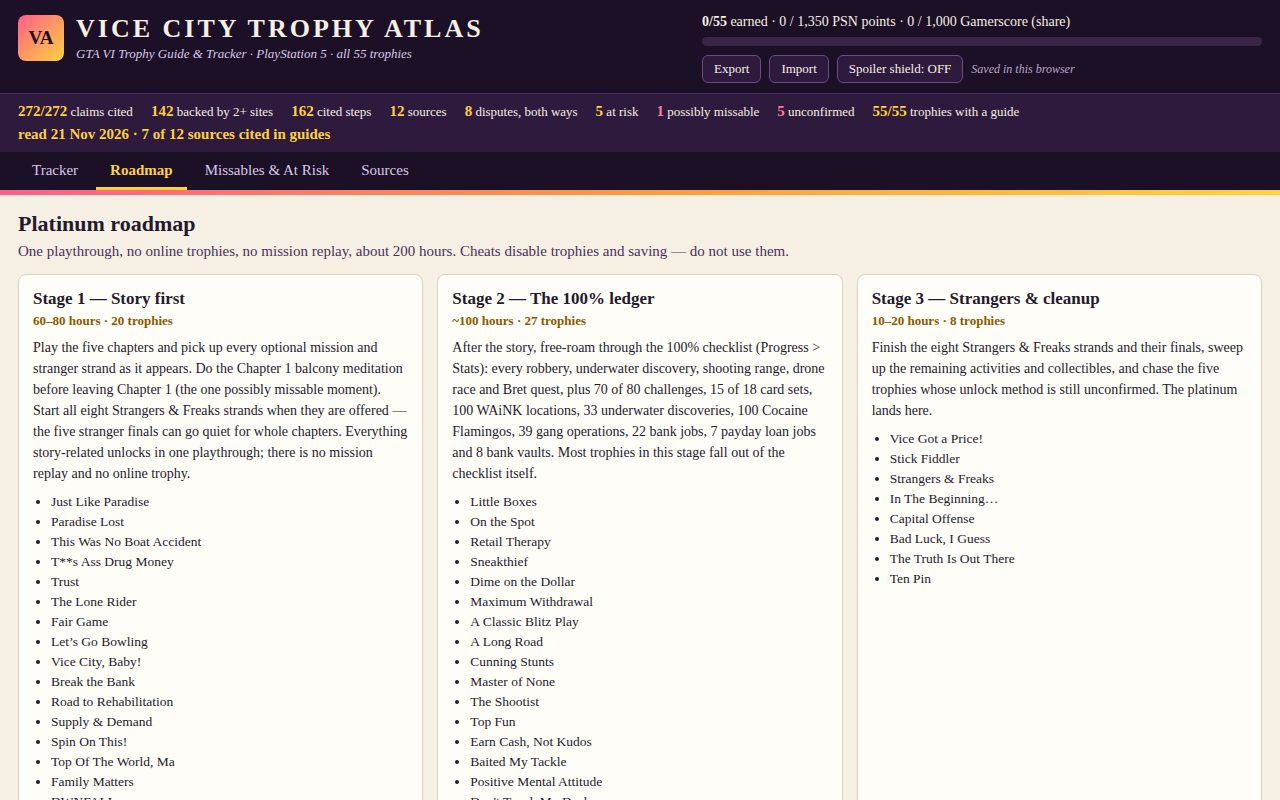 VA
VICE CITY TROPHY ATLAS
GTA VI Trophy Guide & Tracker · PlayStation 5 · all 55 trophies
0/55 earned · 0 / 1,350 PSN points · 0 / 1,000 Gamerscore (share)
Export
Import
Spoiler shield: OFF
Saved in this browser
272/272 claims cited
142 backed by 2+ sites
162 cited steps
12 sources
8 disputes, both ways
5 at risk
1 possibly missable
5 unconfirmed
55/55 trophies with a guide
read 21 Nov 2026 · 7 of 12 sources cited in guides
Tracker
Roadmap
Missables & At Risk
Sources
Platinum roadmap
One playthrough, no online trophies, no mission replay, about 200 hours. Cheats disable trophies and saving — do not use them.
Stage 1 — Story first
60–80 hours · 20 trophies
Play the five chapters and pick up every optional mission and
stranger strand as it appears. Do the Chapter 1 balcony meditation
before leaving Chapter 1 (the one possibly missable moment).
Start all eight Strangers & Freaks strands when they are offered —
the five stranger finals can go quiet for whole chapters. Everything
story-related unlocks in one playthrough; there is no mission
replay and no online trophy.
Just Like Paradise
Paradise Lost
This Was No Boat Accident
T**s Ass Drug Money
Trust
The Lone Rider
Fair Game
Let’s Go Bowling
Vice City, Baby!
Break the Bank
Road to Rehabilitation
Supply & Demand
Spin On This!
Top Of The World, Ma
Family Matters
Stage 2 — The 100% ledger
~100 hours · 27 trophies
After the story, free-roam through the 100% checklist (Progress >
Stats): every robbery, underwater discovery, shooting range, drone
race and Bret quest, plus 70 of 80 challenges, 15 of 18 card sets,
100 WAiNK locations, 33 underwater discoveries, 100 Cocaine
Flamingos, 39 gang operations, 22 bank jobs, 7 payday loan jobs
and 8 bank vaults. Most trophies in this stage fall out of the
checklist itself.
Little Boxes
On the Spot
Retail Therapy
Sneakthief
Dime on the Dollar
Maximum Withdrawal
A Classic Blitz Play
A Long Road
Cunning Stunts
Master of None
The Shootist
Top Fun
Earn Cash, Not Kudos
Baited My Tackle
Positive Mental Attitude
Stage 3 — Strangers & cleanup
10–20 hours · 8 trophies
Finish the eight Strangers & Freaks strands and their finals, sweep
up the remaining activities and collectibles, and chase the five
trophies whose unlock method is still unconfirmed. The platinum
lands here.
Vice Got a Price!
Stick Fiddler
Strangers & Freaks
In The Beginning…
Capital Offense
Bad Luck, I Guess
The Truth Is Out There
Ten Pin